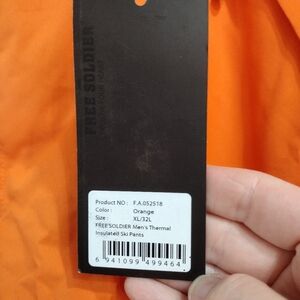 FREE SOLDIER
Product NO : F.A.052518
Color : Orange
Size : XL/32L
FREE SOLDIER Men's Thermal
Insulated Ski Pants
6 941099 499464